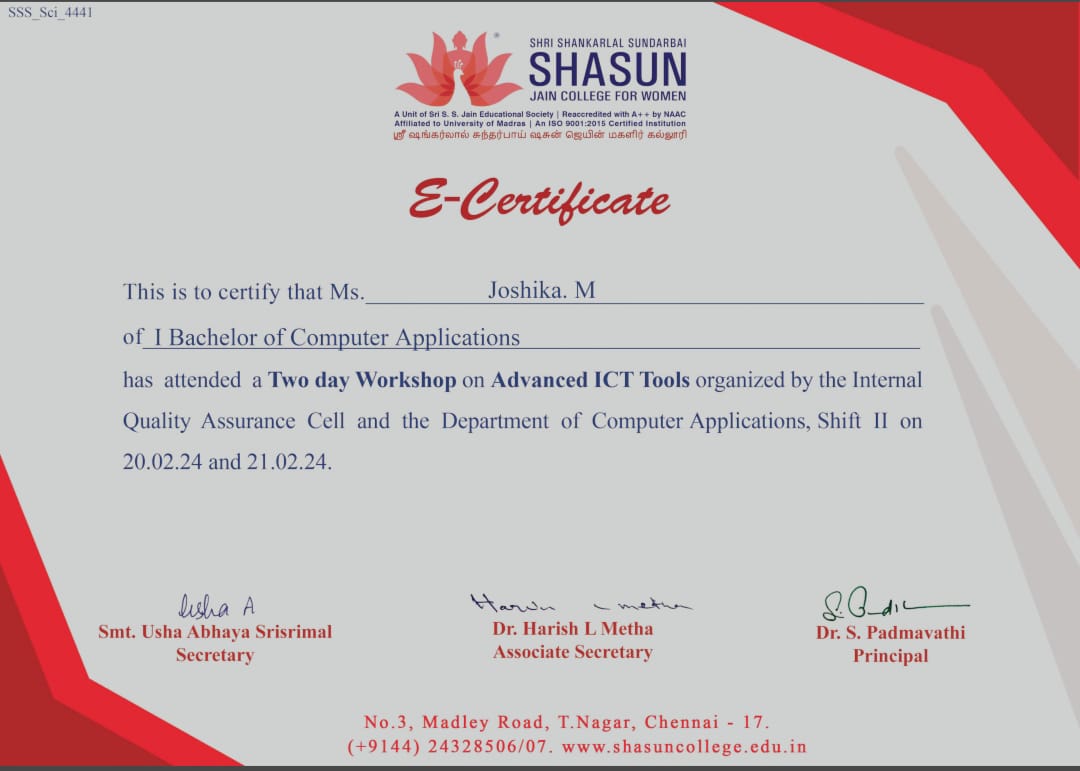 SSS_Sci_4441
SHRI SHANKARLAL SUNDARBAI
SHASUN
JAIN COLLEGE FOR WOMEN
A Unit of Sri S. S. Jain Educational Society | Reaccredited with A++ by NAAC
Affiliated to University of Madras | An ISO 9001:2015 Certified Institution
ஸ்ரீ ஷங்கர்லால் சுந்தர்பாய் ஷசுன் ஜெயின் மகளிர் கல்லூரி
E-Certificate
This is to certify that Ms. Joshika. M
of I Bachelor of Computer Applications
has attended a Two day Workshop on Advanced ICT Tools organized by the Internal
Quality Assurance Cell and the Department of Computer Applications, Shift II on
20.02.24 and 21.02.24.
Usha A
Harish L metha
Smt. Usha Abhaya Srisrimal
Dr. Harish L Metha
Dr. S. Padmavathi
Secretary
Associate Secretary
Principal
No.3, Madley Road, T.Nagar, Chennai - 17.
(+9144) 24328506/07. www.shasuncollege.edu.in